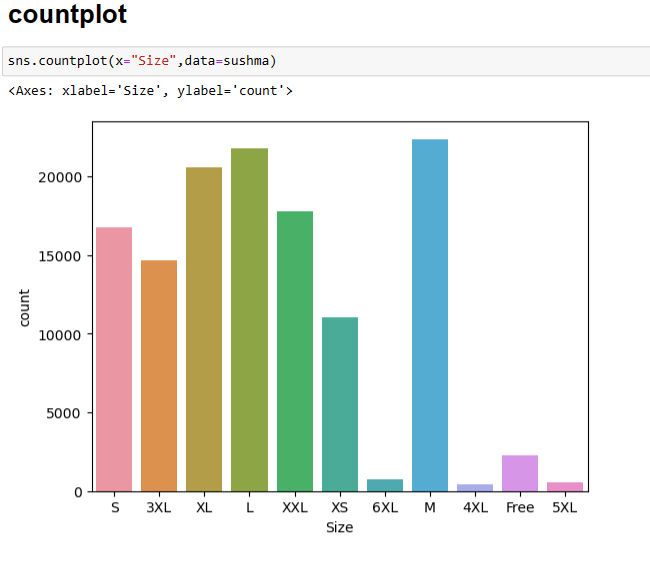 countplot
sns.countplot(x="Size",data=sushma)
<Axes: xlabel='Size', ylabel='count'>
20000
15000
10000
5000
0
count
S 3XL XL L XXL XS 6XL M 4XL Free 5XL
Size